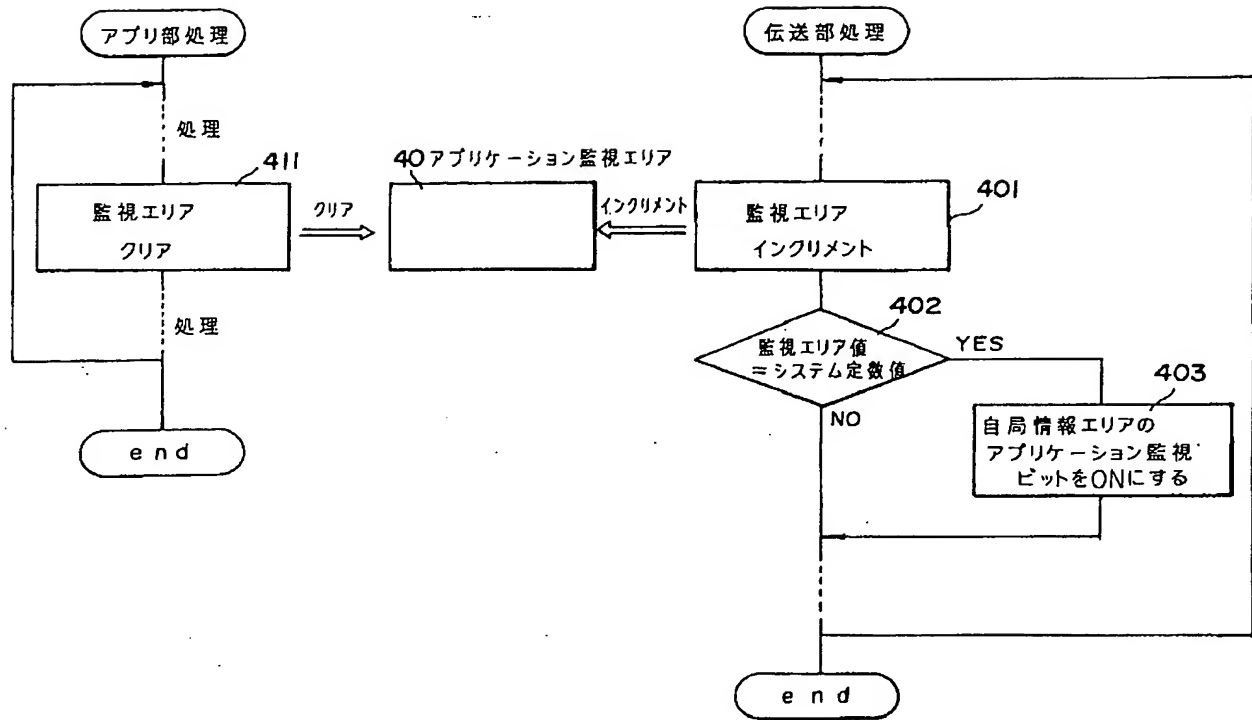 アプリ部処理
処理
411
監視エリア
クリア
処理
end
クリア
40 アプリケーション監視エリア
インクリメント
伝送部処理
401
監視エリア
インクリメント
402
監視エリア値
=システム定数値
YES
NO
403
自局情報エリアの
アプリケーション監視
ビットをONにする
end